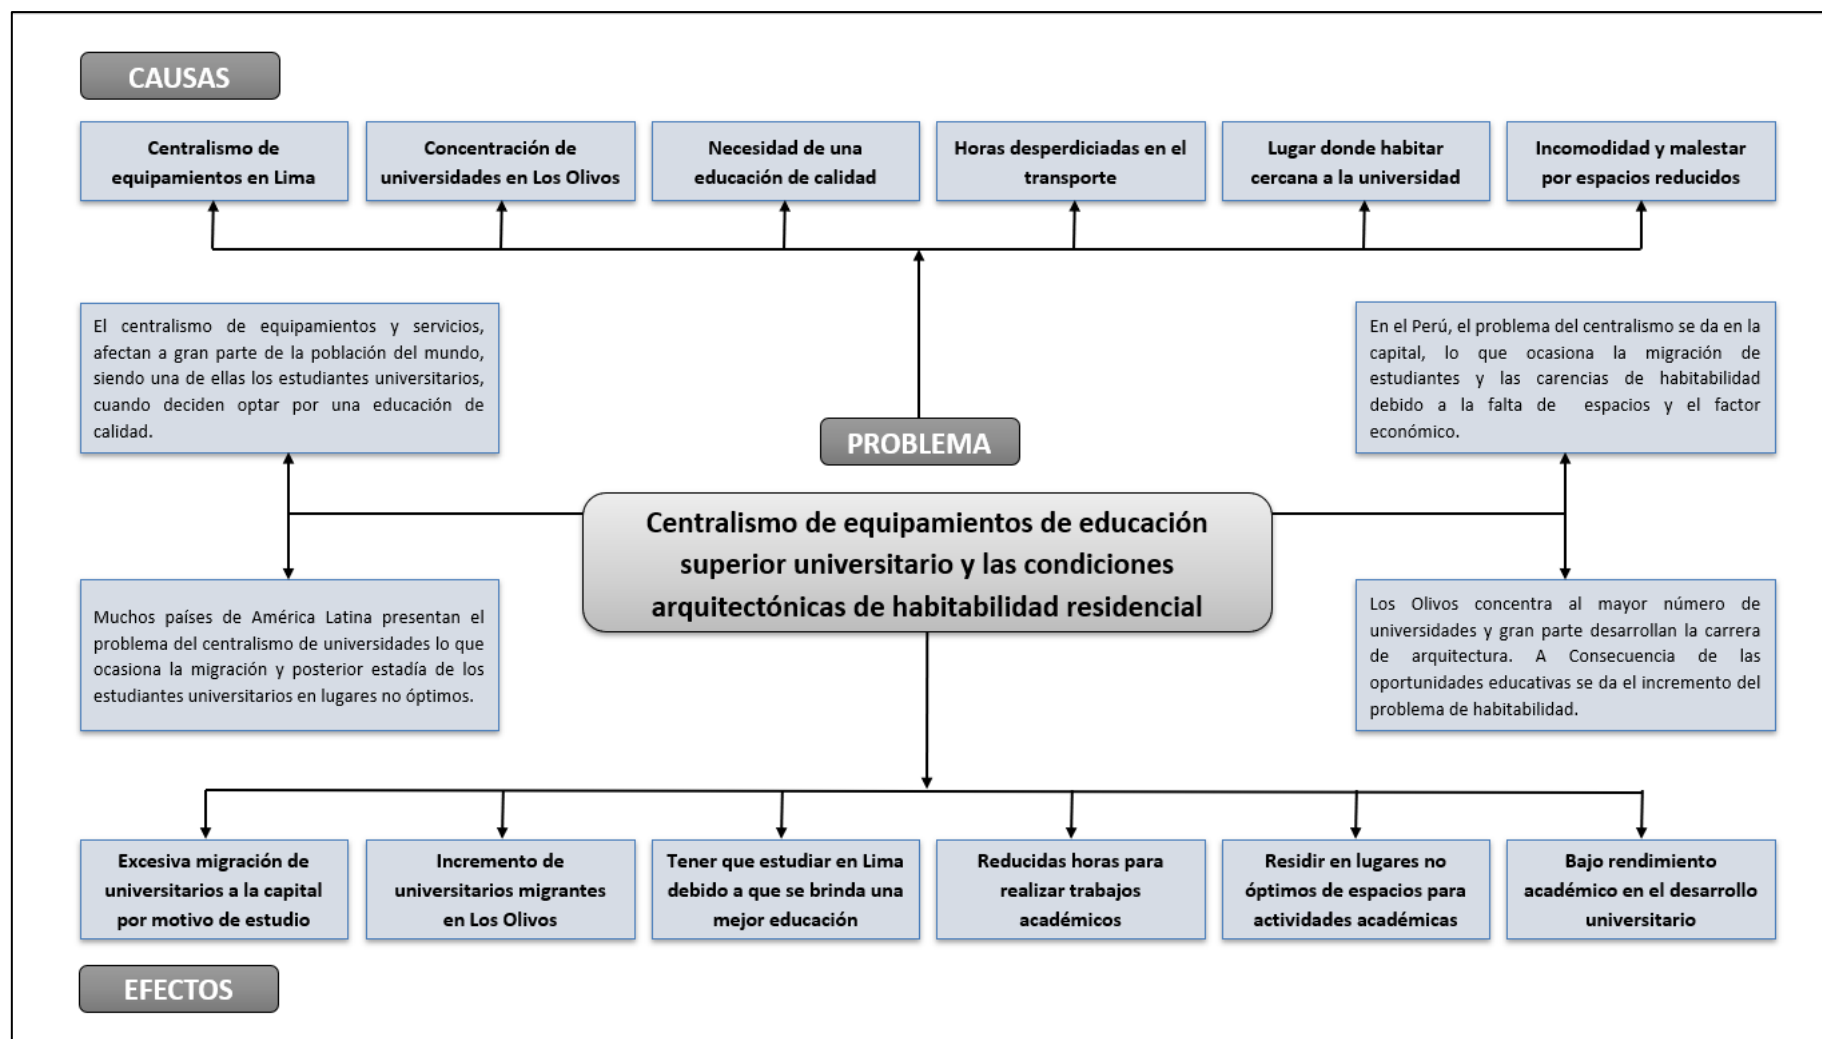 CAUSAS
Centralismo de
equipamientos en Lima
Concentración de
universidades en Los Olivos
Necesidad de una
educación de calidad
Horas desperdiciadas en el
transporte
Lugar donde habitar
cercana a la universidad
Incomodidad y malestar
por espacios reducidos
El centralismo de equipamientos y servicios,
afectan a gran parte de la población del mundo,
siendo una de ellas los estudiantes universitarios,
cuando deciden optar por una educación de
calidad.
En el Perú, el problema del centralismo se da en la
capital, lo que ocasiona la migración de
estudiantes y las carencias de habitabilidad
debido a la falta de espacios y el factor
económico.
PROBLEMA
Centralismo de equipamientos de educación
superior universitario y las condiciones
arquitectónicas de habitabilidad residencial
Muchos países de América Latina presentan el
problema del centralismo de universidades lo que
ocasiona la migración y posterior estadía de los
estudiantes universitarios en lugares no óptimos.
Los Olivos concentra al mayor número de
universidades y gran parte desarrollan la carrera
de arquitectura. A Consecuencia de las
oportunidades educativas se da el incremento del
problema de habitabilidad.
Excesiva migración de
universitarios a la capital
por motivo de estudio
Incremento de
universitarios migrantes
en Los Olivos
Tener que estudiar en Lima
debido a que se brinda una
mejor educación
Reducidas horas para
realizar trabajos
académicos
Residir en lugares no
óptimos de espacios para
actividades académicas
Bajo rendimiento
académico en el desarrollo
universitario
EFECTOS